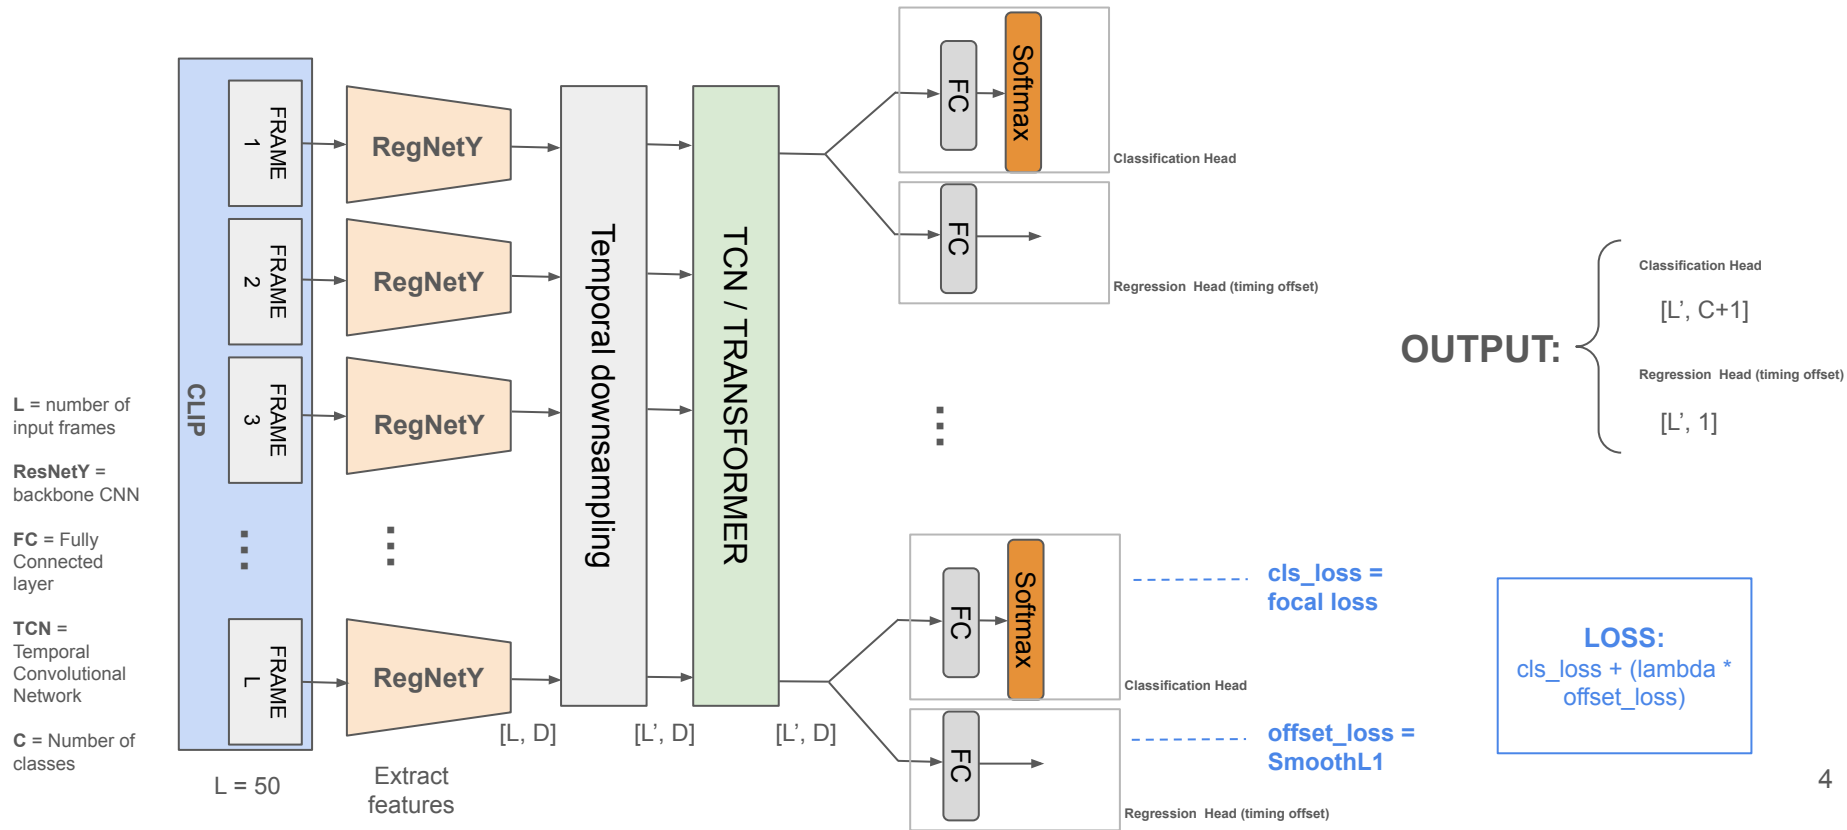 L = number of
input frames
ResNetY =
backbone CNN
FC = Fully
Connected
layer
TCN =
Temporal
Convolutional
Network
C = Number of
classes
CLIP
FRAME
1
FRAME
2
FRAME
3
...
FRAME
L
L = 50
RegNetY
RegNetY
RegNetY
...
RegNetY
Extract
features
[L, D]
Temporal downsampling
[L’, D]
TCN / TRANSFORMER
[L’, D]
FC
Softmax
Classification Head
FC
Regression Head (timing offset)
...
FC
Softmax
Classification Head
FC
Regression Head (timing offset)
cls_loss =
focal loss
offset_loss =
SmoothL1
OUTPUT:
Classification Head
[L’, C+1]
Regression Head (timing offset)
[L’, 1]
LOSS:
cls_loss + (lambda *
offset_loss)
4